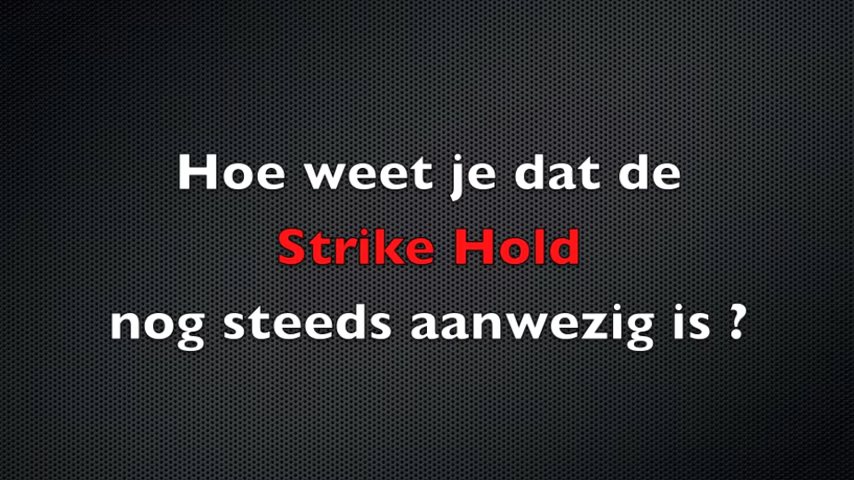 Hoe weet je dat de
Strike Hold
nog steeds aanwezig is ?